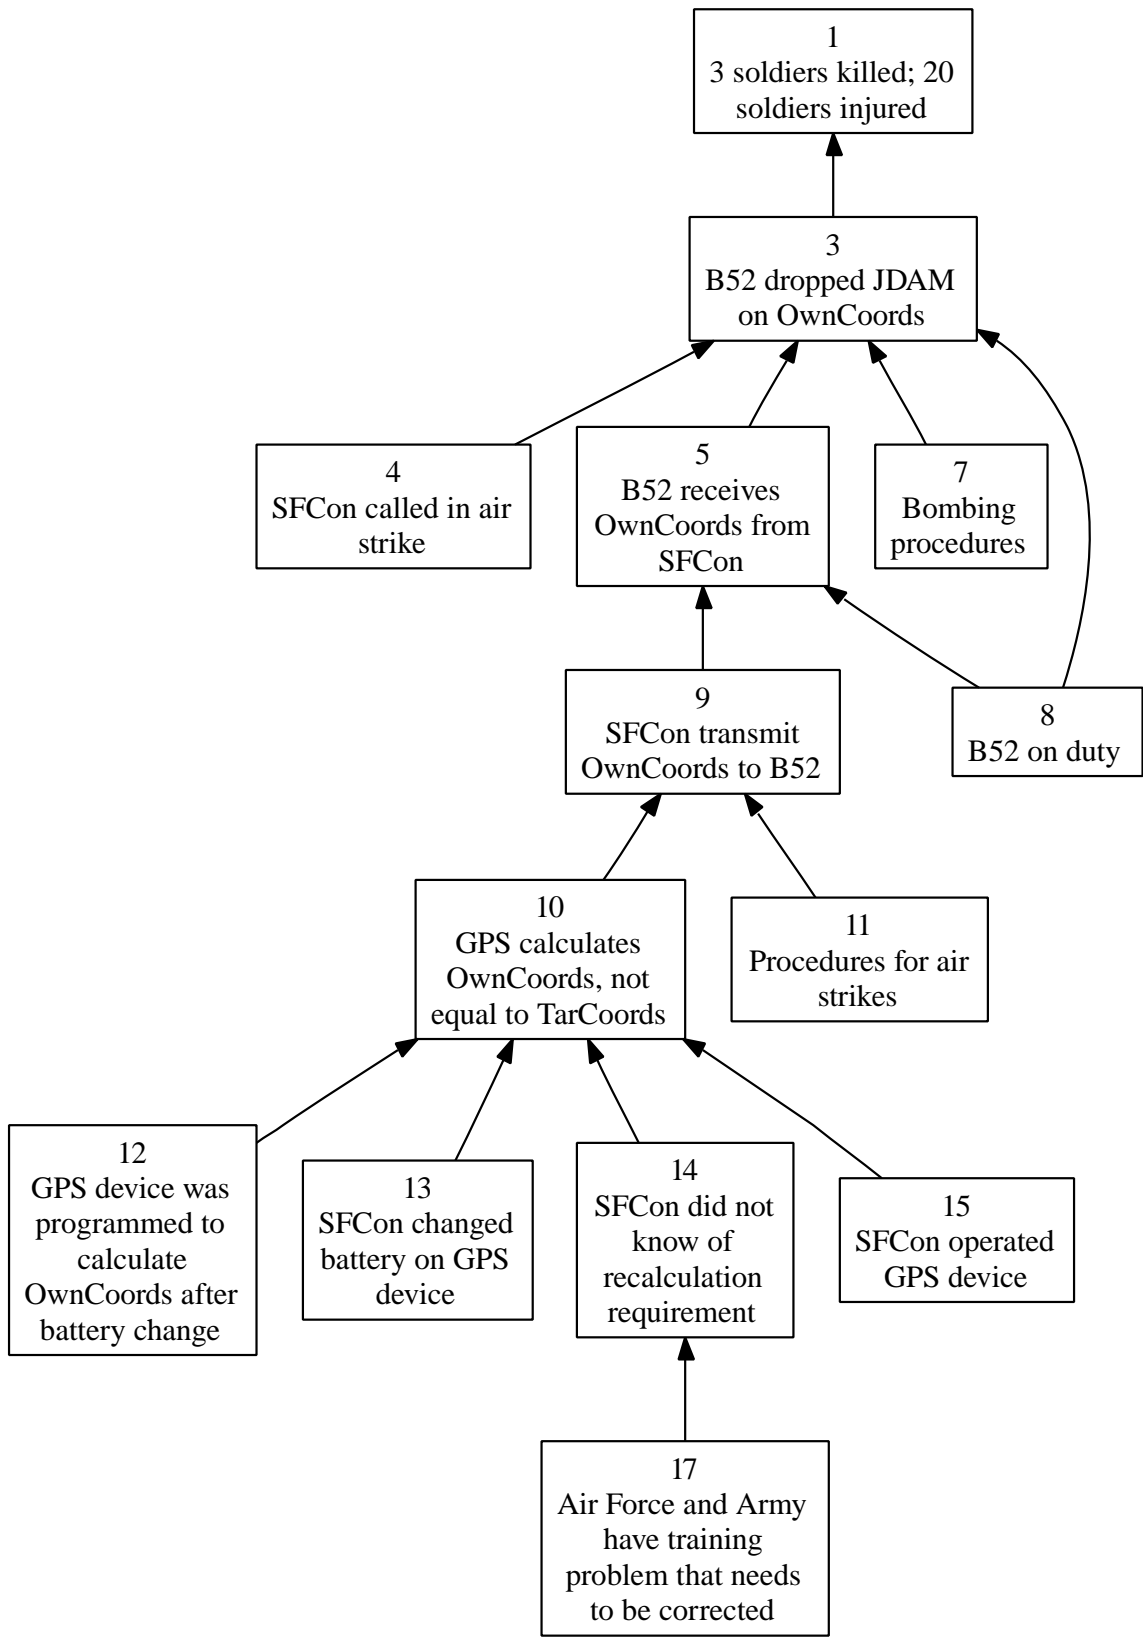 1
3 soldiers killed; 20
soldiers injured
3
B52 dropped JDAM
on OwnCoords
4
SFCon called in air
strike
5
B52 receives
OwnCoords from
SFCon
7
Bombing
procedures
9
SFCon transmit
OwnCoords to B52
8
B52 on duty
10
GPS calculates
OwnCoords, not
equal to TarCoords
11
Procedures for air
strikes
12
GPS device was
programmed to
calculate
OwnCoords after
battery change
13
SFCon changed
battery on GPS
device
14
SFCon did not
know of
recalculation
requirement
15
SFCon operated
GPS device
17
Air Force and Army
have training
problem that needs
to be corrected